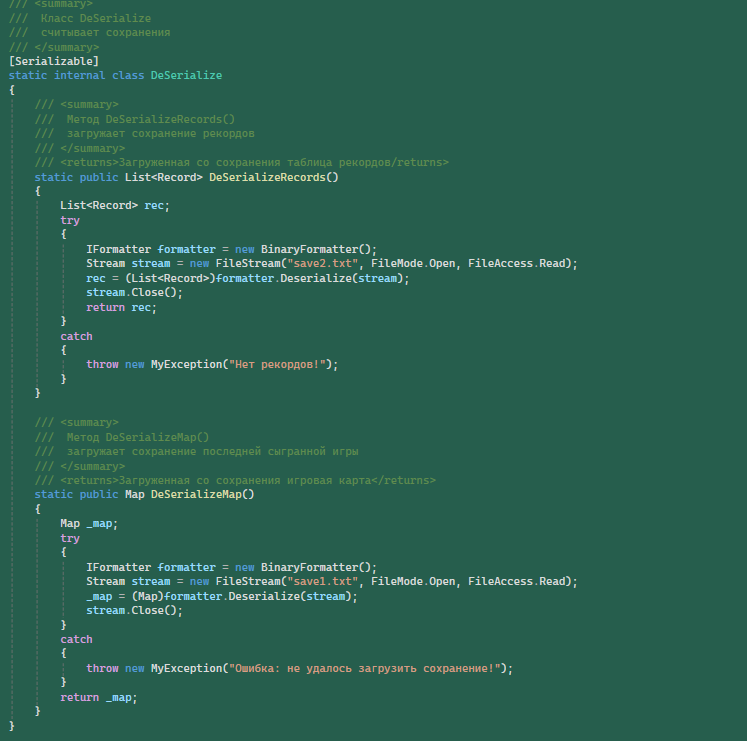 /// <summary>
///  Класс DeSerialize
///  считывает сохранения
/// </summary>
[Serializable]
static internal class DeSerialize
{
    /// <summary>
    ///  Метод DeSerializeRecords()
    ///  загружает сохранение рекордов
    /// </summary>
    /// <returns>Загруженная со сохранения таблица рекордов/returns>
    static public List<Record> DeSerializeRecords()
    {
        List<Record> rec;
        try
        {
            IFormatter formatter = new BinaryFormatter();
            Stream stream = new FileStream("save2.txt", FileMode.Open, FileAccess.Read);
            rec = (List<Record>)formatter.Deserialize(stream);
            stream.Close();
            return rec;
        }
        catch
        {
            throw new MyException("Нет рекордов!");
        }
    }

    /// <summary>
    ///  Метод DeSerializeMap()
    ///  загружает сохранение последней сыгранной игры
    /// </summary>
    /// <returns>Загруженная со сохранения игровая карта</returns>
    static public Map DeSerializeMap()
    {
        Map _map;
        try
        {
            IFormatter formatter = new BinaryFormatter();
            Stream stream = new FileStream("save1.txt", FileMode.Open, FileAccess.Read);
            _map = (Map)formatter.Deserialize(stream);
            stream.Close();
        }
        catch
        {
            throw new MyException("Ошибка: не удалось загрузить сохранение!");
        }
        return _map;
    }
}